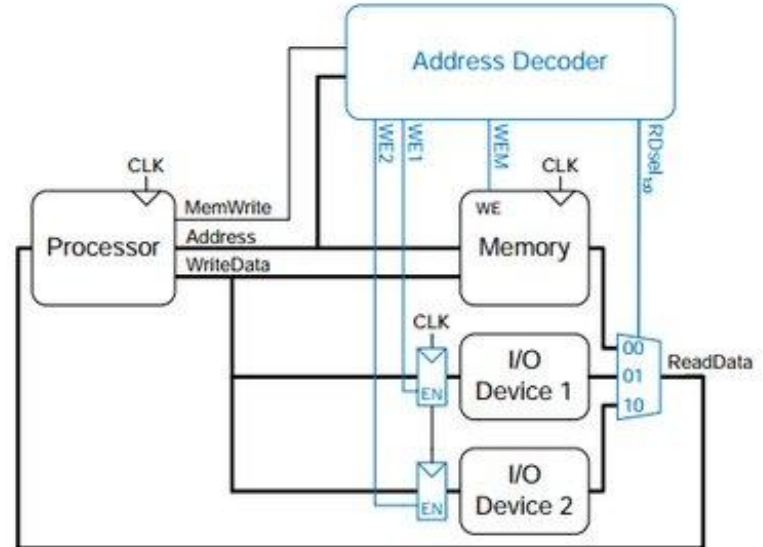 Address Decoder
WE2
WE1
WEM
RDsel1:0
CLK
CLK
MemWrite
WE
Processor
Address
Memory
WriteData
CLK
I/O
Device 1
EN
00
01
10
ReadData
I/O
Device 2
EN